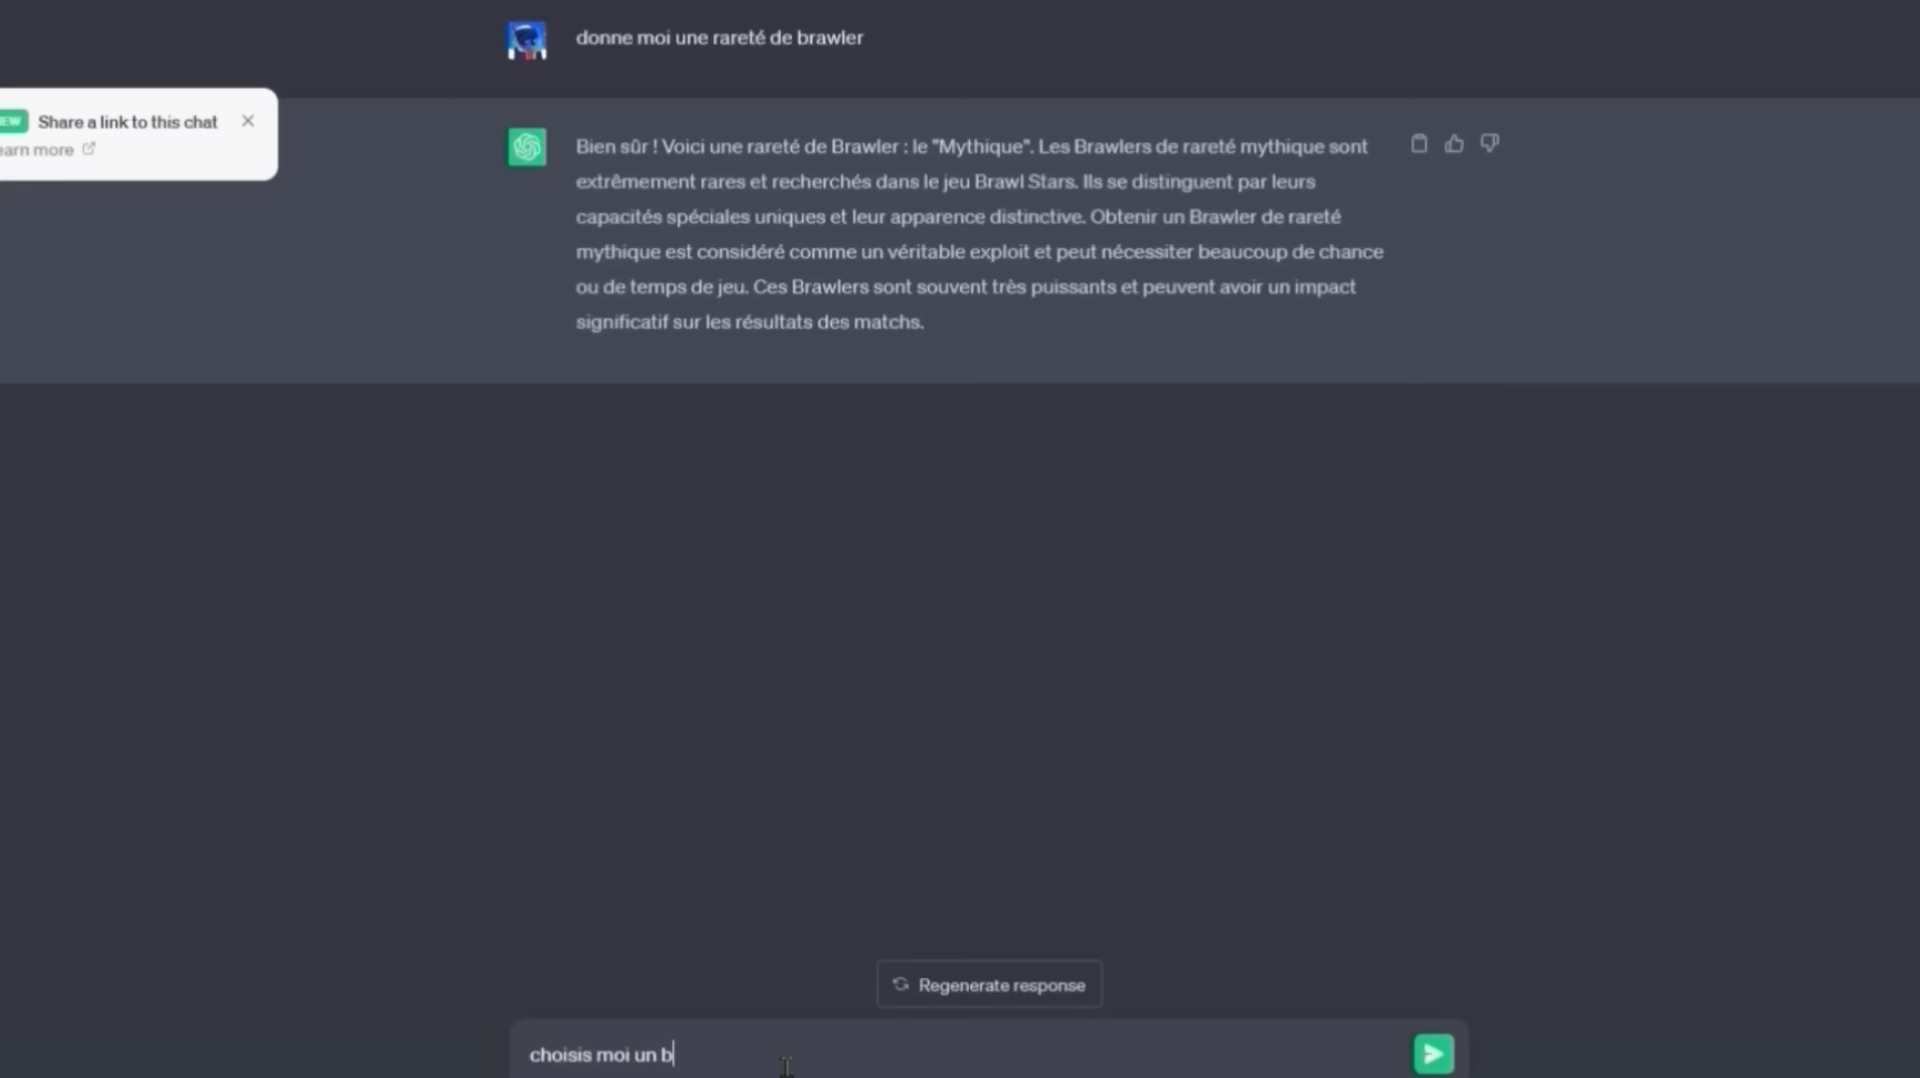 donne moi une rareté de brawler
Share a link to this chat
Bien sûr ! Voici une rareté de Brawler : le "Mythique". Les Brawlers de rareté mythique sont
extrêmement rares et recherchés dans le jeu Brawl Stars. Ils se distinguent par leurs
capacités spéciales uniques et leur apparence distinctive. Obtenir un Brawler de rareté
mythique est considéré comme un véritable exploit et peut nécessiter beaucoup de chance
ou de temps de jeu. Ces Brawlers sont souvent très puissants et peuvent avoir un impact
significatif sur les résultats des matchs.
earn more
Regenerate response
choisis moi un b